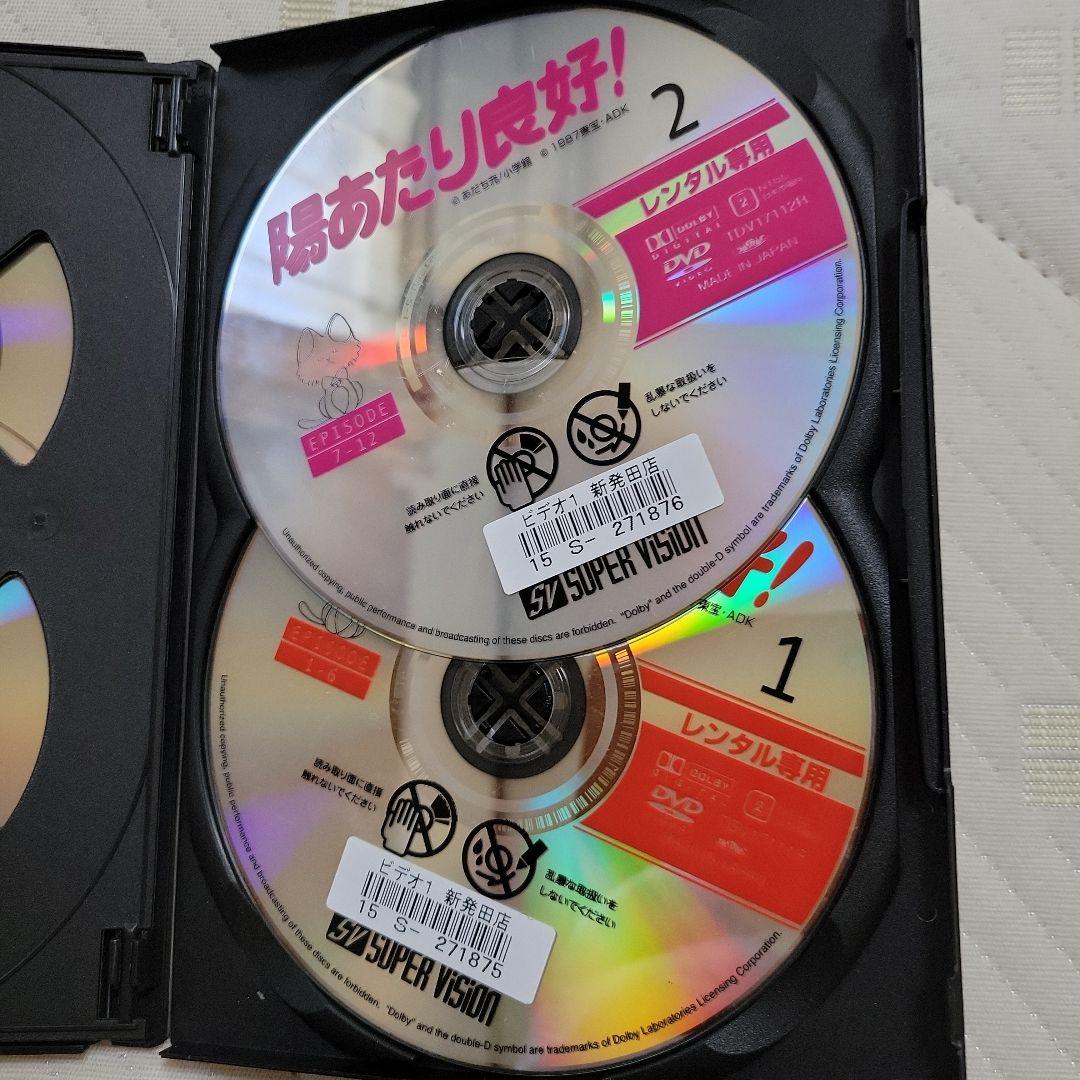 陽あたり良好!
© あだち充/小学館 © 1987東宝・ADK
2
レンタル専用
DOLBY
DIGITAL
2
NTSC
DVD
VIDEO
TDV17112R
MADE IN JAPAN
EPISODE
7-12
乱暴な取扱いを
しないでください
読み取り面に直接
触れないでください
ビデオ1 新発田店
15 S- 271876
SV SUPER VISION
Unauthorized copying, public performance and broadcasting of these discs are forbidden. "Dolby" and the double-D symbol are trademarks of Dolby Laboratories Licensing Corporation.
!
東宝・ADK
1
レンタル専用
DOLBY
2
DVD
EPISODE
1-6
読み取り面に直接
触れないでください
乱暴な取扱いを
しないでください
ビデオ1 新発田店
15 S- 271875
SV SUPER VISION
Unauthorized copying, public performance and broadcasting of these discs are forbidden. "Dolby" and the double-D symbol are trademarks of Dolby Laboratories Licensing Corporation.